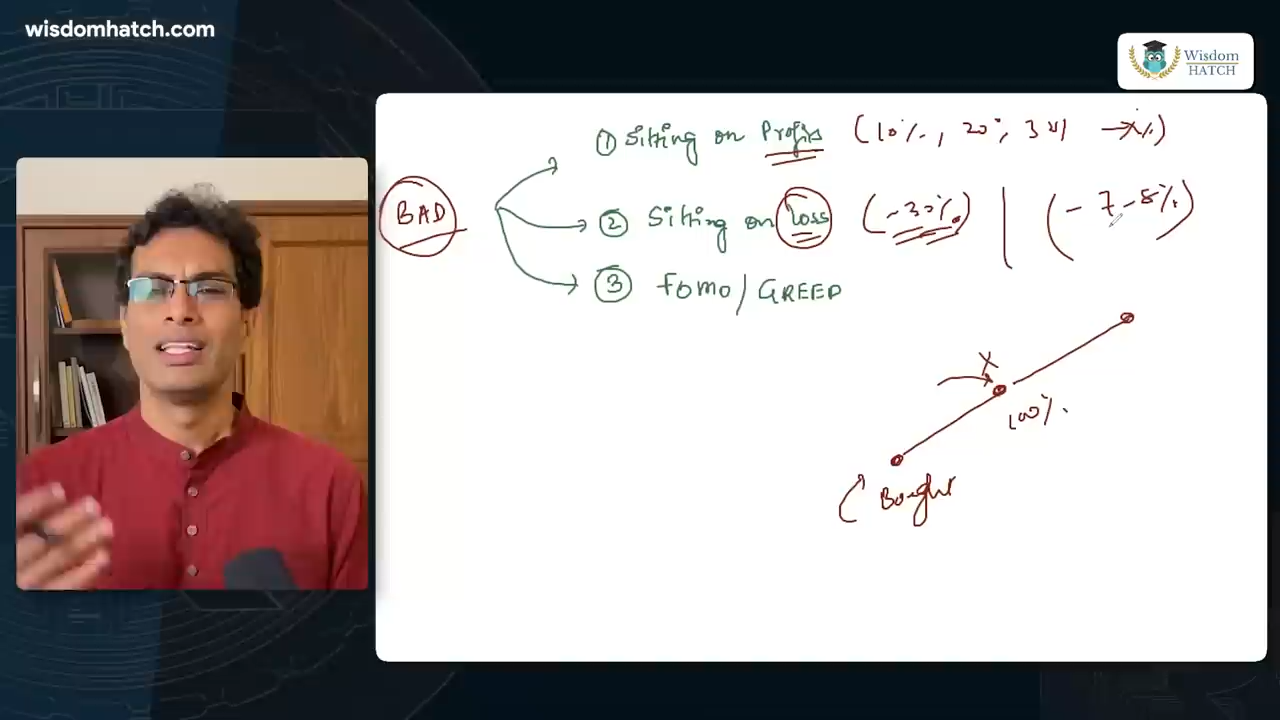 wisdomhatch.com
Wisdom
HATCH
BAD
① Sitting on Profits (10%, 20%, 30% → x%)
② Sitting on Loss (-30%) | (- 7-8%)
③ FOMO/GREED
X
100%
Bought